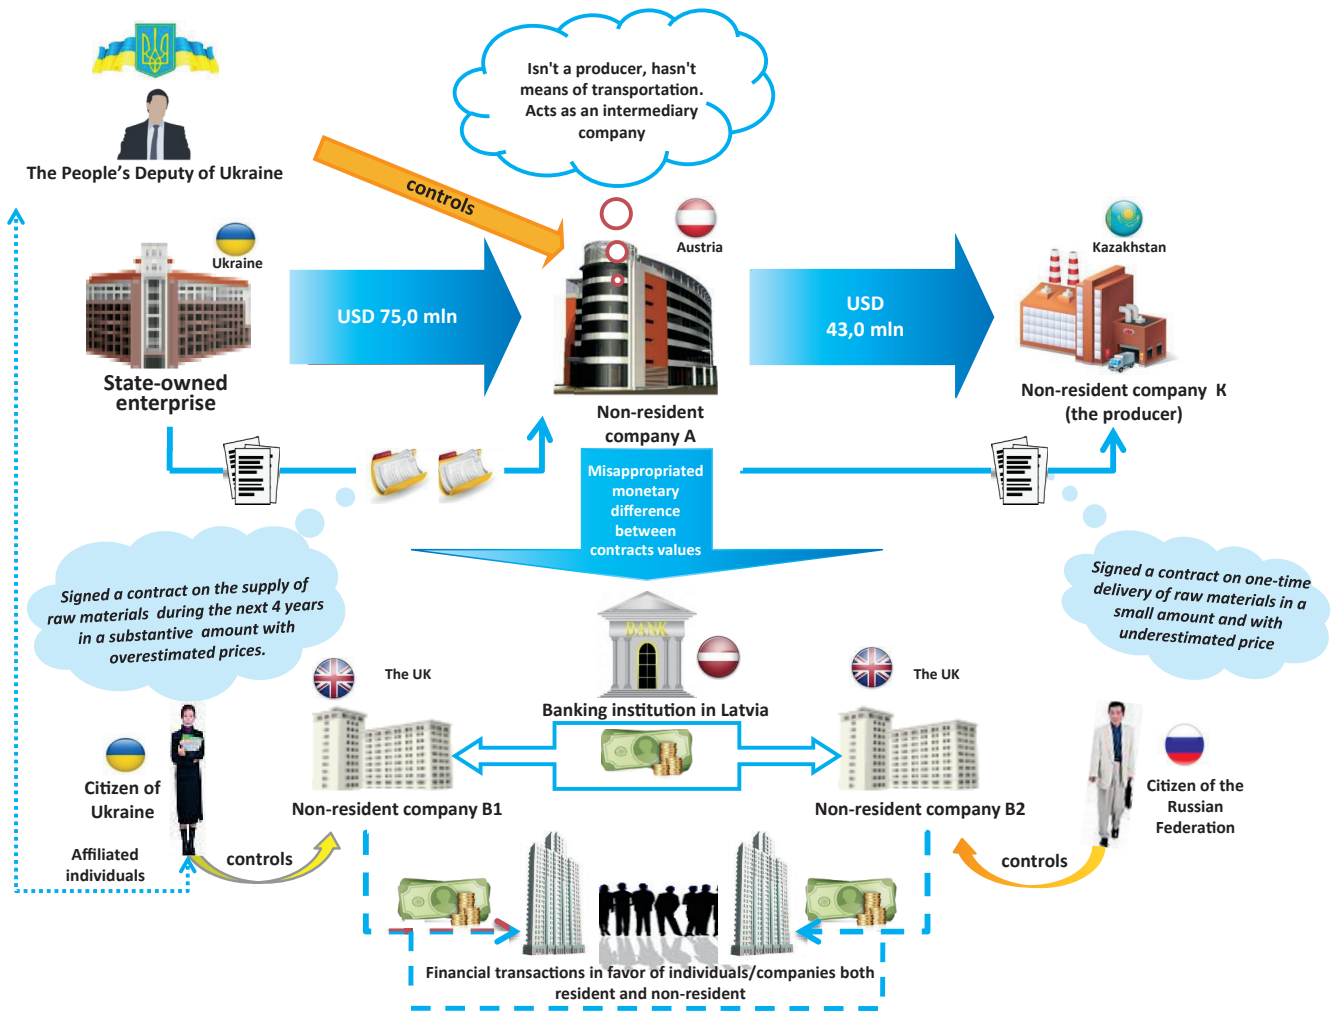 Isn't a producer, hasn't
means of transportation.
Acts as an intermediary
company
The People's Deputy of Ukraine
controls
Ukraine
Austria
Kazakhstan
USD 75,0 mln
USD
43,0 mln
State-owned
enterprise
Non-resident
company A
Non-resident company K
(the producer)
Misappropriated
monetary
difference
between
contracts values
Signed a contract on the supply of
raw materials during the next 4 years
in a substantive amount with
overestimated prices.
Signed a contract on one-time
delivery of raw materials in a
small amount and with
underestimated price
BANK
The UK
The UK
Banking institution in Latvia
Citizen of
Ukraine
Non-resident company B1
Non-resident company B2
Citizen of the
Russian
Federation
Affiliated
individuals
controls
controls
Financial transactions in favor of individuals/companies both
resident and non-resident